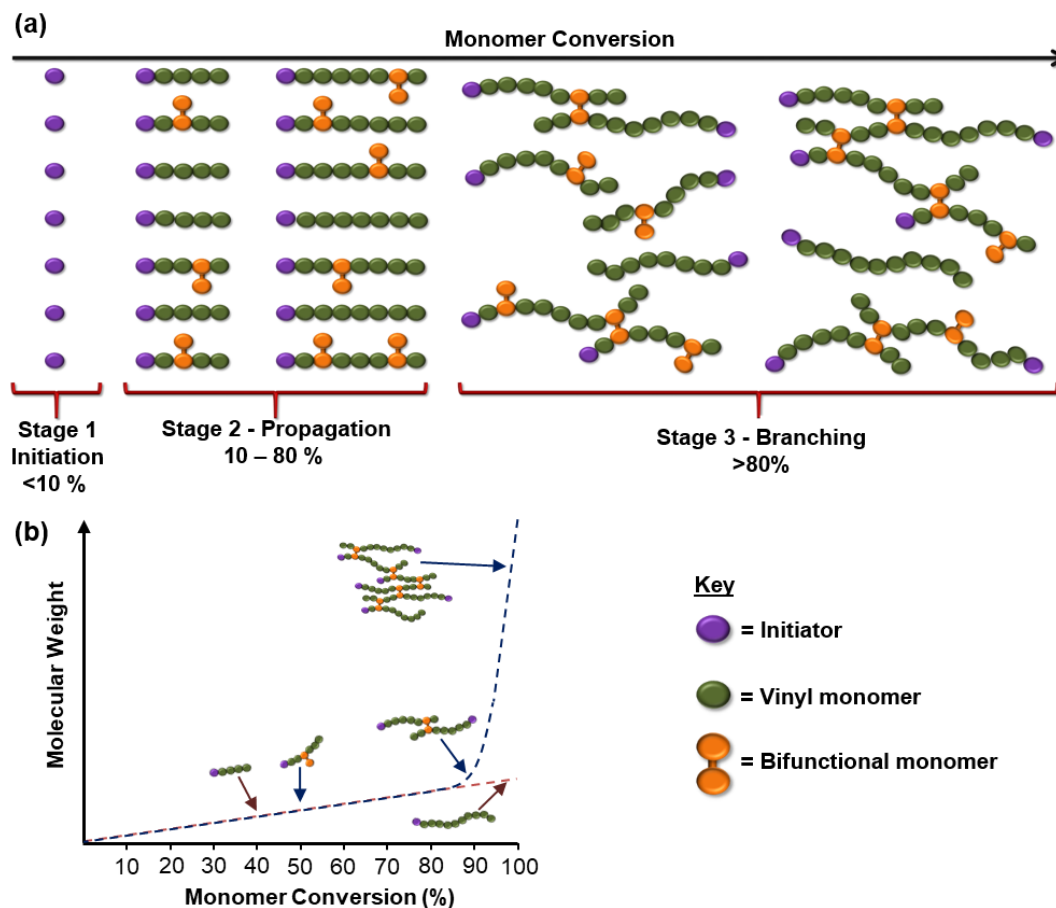 (a)
Monomer Conversion
Stage 1
Initiation
<10 %
Stage 2 - Propagation
10 – 80 %
Stage 3 - Branching
>80%
(b)
Molecular Weight
10 20 30 40 50 60 70 80 90 100
Monomer Conversion (%)
Key
= Initiator
= Vinyl monomer
= Bifunctional monomer